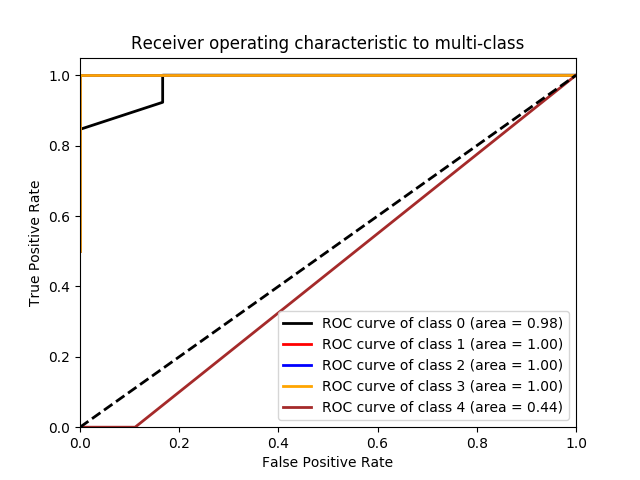 Receiver operating characteristic to multi-class
1.0
0.8
0.6
0.4
0.2
0.0
True Positive Rate
ROC curve of class 0 (area = 0.98)
ROC curve of class 1 (area = 1.00)
ROC curve of class 2 (area = 1.00)
ROC curve of class 3 (area = 1.00)
ROC curve of class 4 (area = 0.44)
0.0 0.2 0.4 0.6 0.8 1.0
False Positive Rate